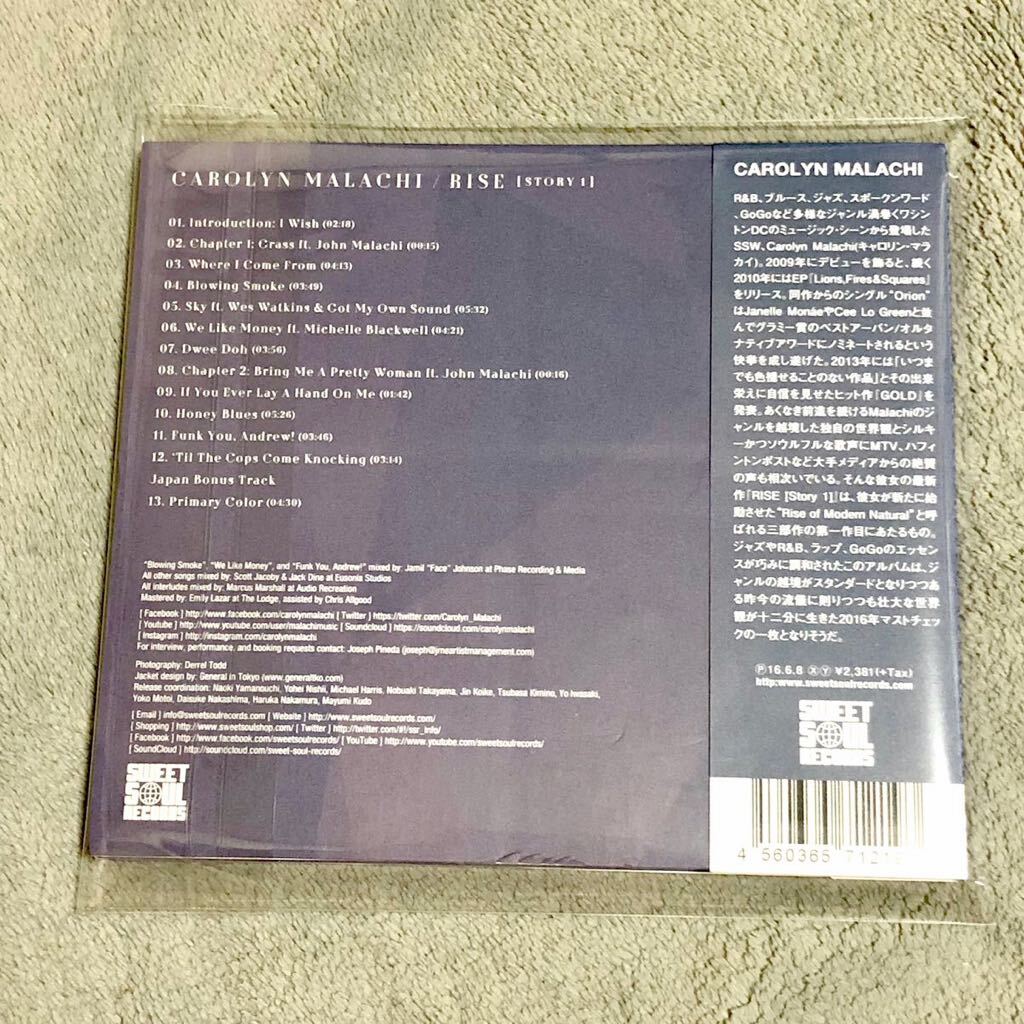 CAROLYN MALACHI / RISE [STORY 1]
01. Introduction: I Wish (02:18)
02. Chapter 1: Grass ft. John Malachi (00:15)
03. Where I Come From (04:13)
04. Blowing Smoke (03:49)
05. Sky ft. Wes Watkins & Got My Own Sound (05:32)
06. We Like Money ft. Michelle Blackwell (04:21)
07. Dwee Doh (03:56)
08. Chapter 2: Bring Me A Pretty Woman ft. John Malachi (00:16)
09. If You Ever Lay A Hand On Me (01:42)
10. Honey Blues (05:26)
11. Funk You, Andrew! (03:46)
12. 'Til The Cops Come Knocking (03:14)
Japan Bonus Track
13. Primary Color (04:30)
"Blowing Smoke", "We Like Money", and "Funk You, Andrew!" mixed by: Jamil "Face" Johnson at Phase Recording & Media
All other songs mixed by: Scott Jacoby & Jack Dine at Eusonia Studios
All interludes mixed by: Marcus Marshall at Audio Recreation
Mastered by: Emily Lazar at The Lodge, assisted by Chris Allgood
[ Facebook ] http://www.facebook.com/carolynmalachi [ Twitter ] https://twitter.com/Carolyn_Malachi
[ Youtube ] http://www.youtube.com/user/malachimusic [ Soundcloud ] https://soundcloud.com/carolynmalachi
[ Instagram ] http://instagram.com/carolynmalachi
For interview, performance, and booking requests contact: Joseph Pineda (joseph@jrneartistmanagement.com)
Photography: Derrel Todd
Jacket design by: General in Tokyo (www.generaltko.com)
Release coordination: Naoki Yamanouchi, Yohei Nishii, Michael Harris, Nobuaki Takayama, Jin Koike, Tsubasa Kimino, Yo Iwasaki,
Yoko Motoi, Daisuke Nakashima, Haruka Nakamura, Mayumi Kudo
[ Email ] info@sweetsoulrecords.com [ Website ] http://www.sweetsoulrecords.com/
[ Shopping ] http://www.sweetsoulshop.com/ [ Twitter ] http://twitter.com/#!/ssr_info/
[ Facebook ] http://www.facebook.com/sweetsoulrecords/ [ YouTube ] http://www.youtube.com/sweetsoulrecords/
[ SoundCloud ] http://soundcloud.com/sweet-soul-records/
SWEET
SOUL
RECORDS
CAROLYN MALACHI
R&B、ブルース、ジャズ、スポークンワード
、GoGoなど多様なジャンル渦巻くワシン
トンDCのミュージック・シーンから登場した
SSW、Carolyn Malachi(キャロリン・マラ
カイ)。2009年にデビューを飾ると、続く
2010年にはEP『Lions,Fires&Squares』
をリリース。同作からのシングル"Orion"
はJanelle MonáeやCee Lo Greenと並
んでグラミー賞のベストアーバン/オルタ
ナティブアワードにノミネートされるという
快挙を成し遂げた。2013年には「いつま
でも色褪せることのない作品」とその出来
栄えに自信を見せたヒット作『GOLD』を
発表。あくなき前進を続けるMalachiのジ
ャンルを越境した独自の世界観とシルキ
ーかつソウルフルな歌声にMTV、ハフィ
ントンポストなど大手メディアからの絶賛
の声も相次いでいる。そんな彼女の最新
作『RISE [Story 1]』は、彼女が新たに始
動させた"Rise of Modern Natural"と呼
ばれる三部作の第一作目にあたるもの。
ジャズやR&B、ラップ、GoGoのエッセン
スが巧みに調和されたこのアルバムは、ジ
ャンルの越境がスタンダードとなりつつあ
る昨今の流儀に則りつつも壮大な世界
観が十二分に生きた2016年マストチェッ
クの一枚となりそうだ。
Ⓟ16.6.8 ⓍⓎ ¥2,381(+Tax)
http:www.sweetsoulrecords.com
SWEET
SOUL
RECORDS
4 560365 7121